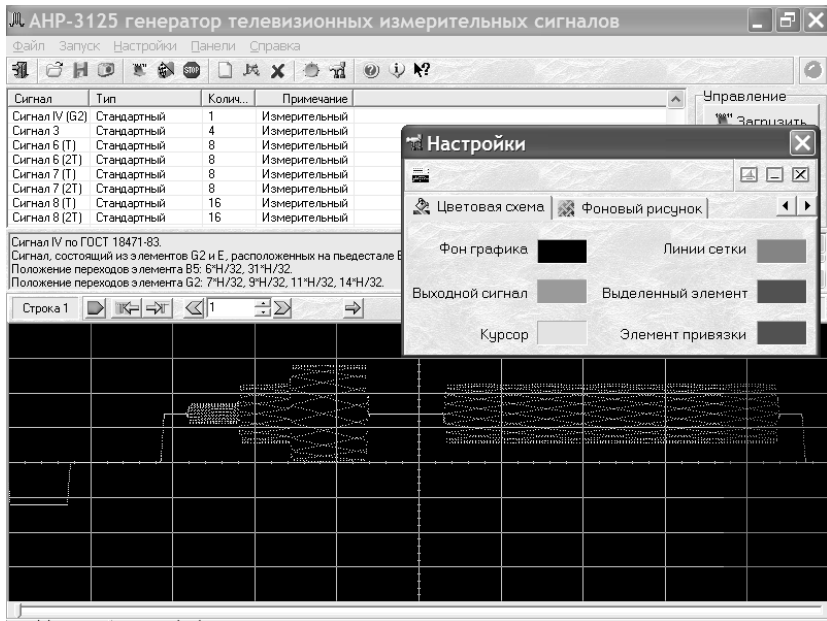 АНР-3125 генератор телевизионных измерительных сигналов
Файл Запуск Настройки Панели Справка
STOP
Сигнал Тип Колич... Примечание
Управление
Сигнал IV (G2) Стандартный 1 Измерительный
Загрузить
Сигнал 3 Стандартный 4 Измерительный
Сигнал 6 (T) Стандартный 8 Измерительный
Сигнал 6 (2T) Стандартный 8 Измерительный
Сигнал 7 (T) Стандартный 8 Измерительный
Сигнал 7 (2T) Стандартный 8 Измерительный
Сигнал 8 (T) Стандартный 16 Измерительный
Сигнал 8 (2T) Стандартный 16 Измерительный
Настройки
Цветовая схема Фоновый рисунок
Фон графика Линии сетки
Выходной сигнал Выделенный элемент
Курсор Элемент привязки
Сигнал IV по ГОСТ 18471-83.
Сигнал, состоящий из элементов G2 и E, расположенных на пьедестале
Положение переходов элемента B5: 6*H/32, 31*H/32.
Положение переходов элемента G2: 7*H/32, 9*H/32, 11*H/32, 14*H/32.
Строка 1 1